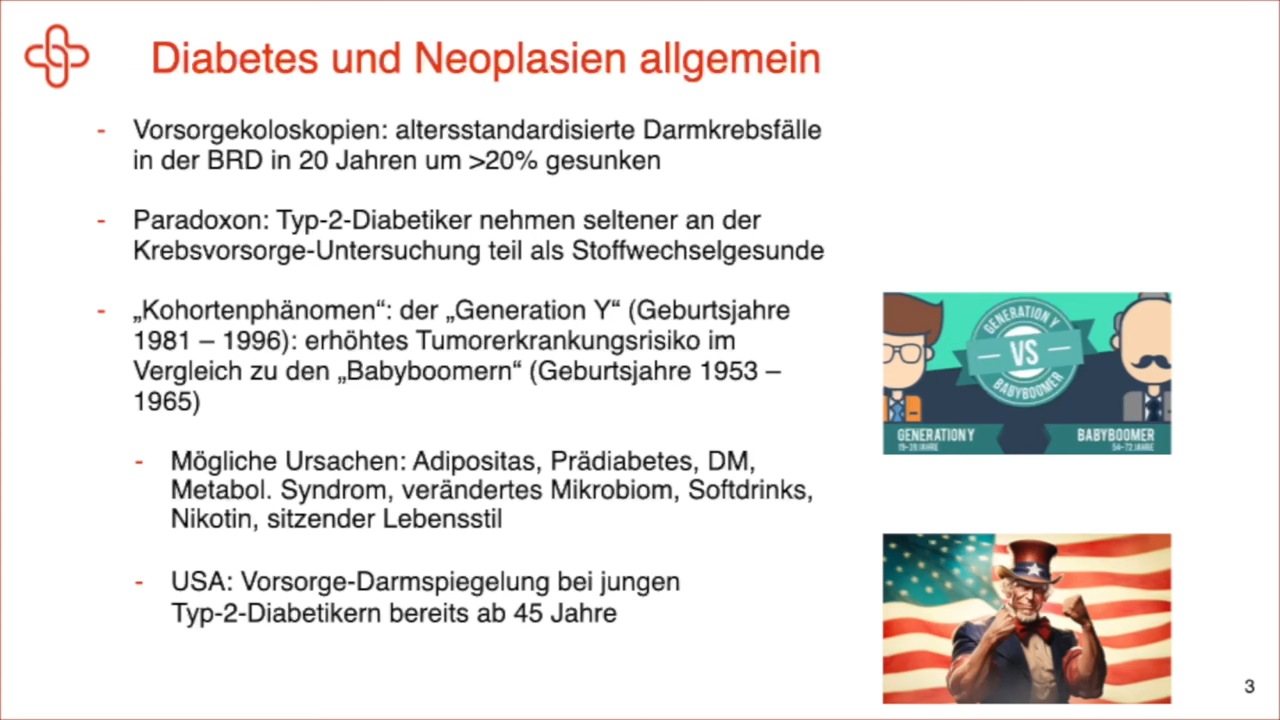 Diabetes und Neoplasien allgemein
- Vorsorgekoloskopien: altersstandardisierte Darmkrebsfälle
in der BRD in 20 Jahren um >20% gesunken
- Paradoxon: Typ-2-Diabetiker nehmen seltener an der
Krebsvorsorge-Untersuchung teil als Stoffwechselgesunde
- „Kohortenphänomen“: der „Generation Y“ (Geburtsjahre
1981 – 1996): erhöhtes Tumorerkrankungsrisiko im
Vergleich zu den „Babyboomern“ (Geburtsjahre 1953 –
1965)
- Mögliche Ursachen: Adipositas, Prädiabetes, DM,
Metabol. Syndrom, verändertes Mikrobiom, Softdrinks,
Nikotin, sitzender Lebensstil
- USA: Vorsorge-Darmspiegelung bei jungen
Typ-2-Diabetikern bereits ab 45 Jahre
GENERATION Y
VS
BABYBOOMER
GENERATION Y
BABYBOOMER
54–72 JAHRE
3